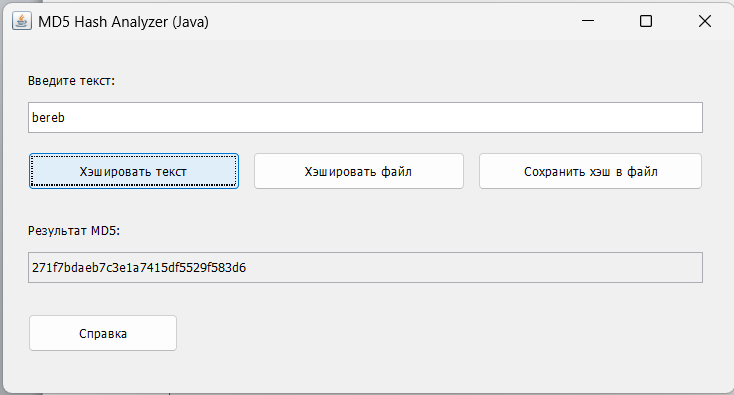 MD5 Hash Analyzer (Java)
Введите текст:
bereb
Хэшировать текст
Хэшировать файл
Сохранить хэш в файл
Результат MD5:
271f7bdaeb7c3e1a7415df5529f583d6
Справка